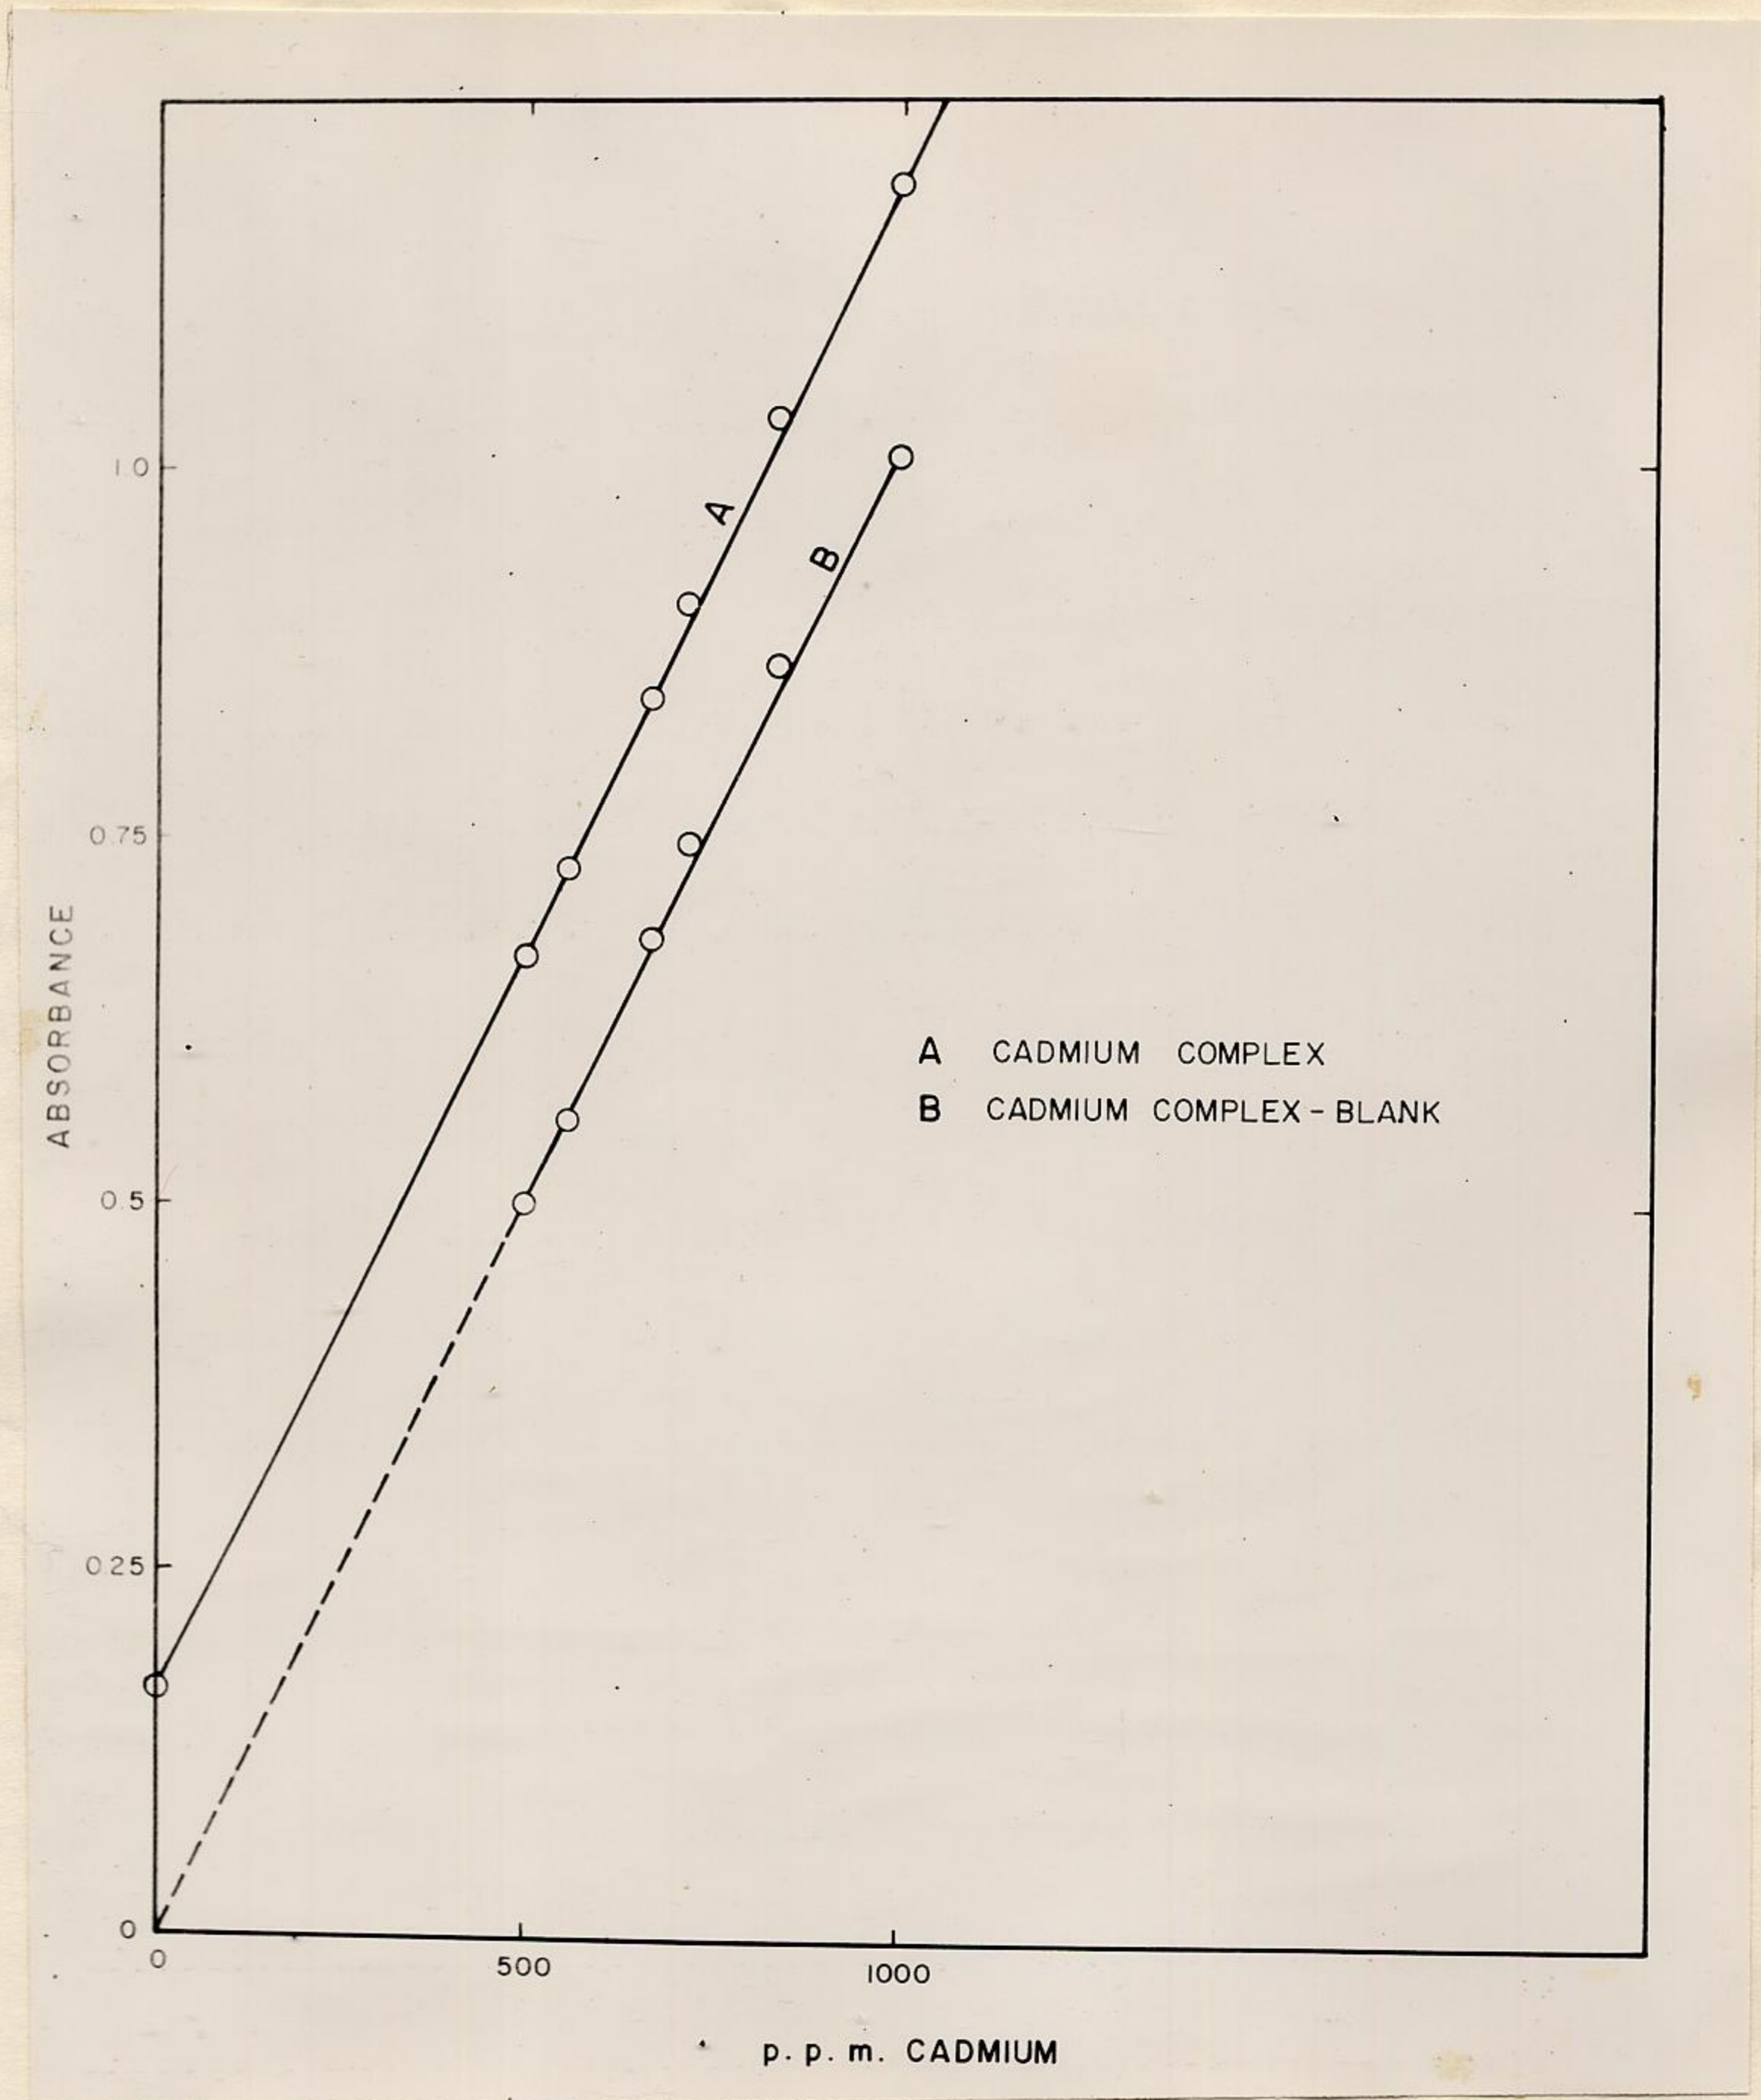 1.0
A
B
0.75
ABSORBANCE
A CADMIUM COMPLEX
B CADMIUM COMPLEX - BLANK
0.5
0.25
0
0 500 1000
p. p. m. CADMIUM